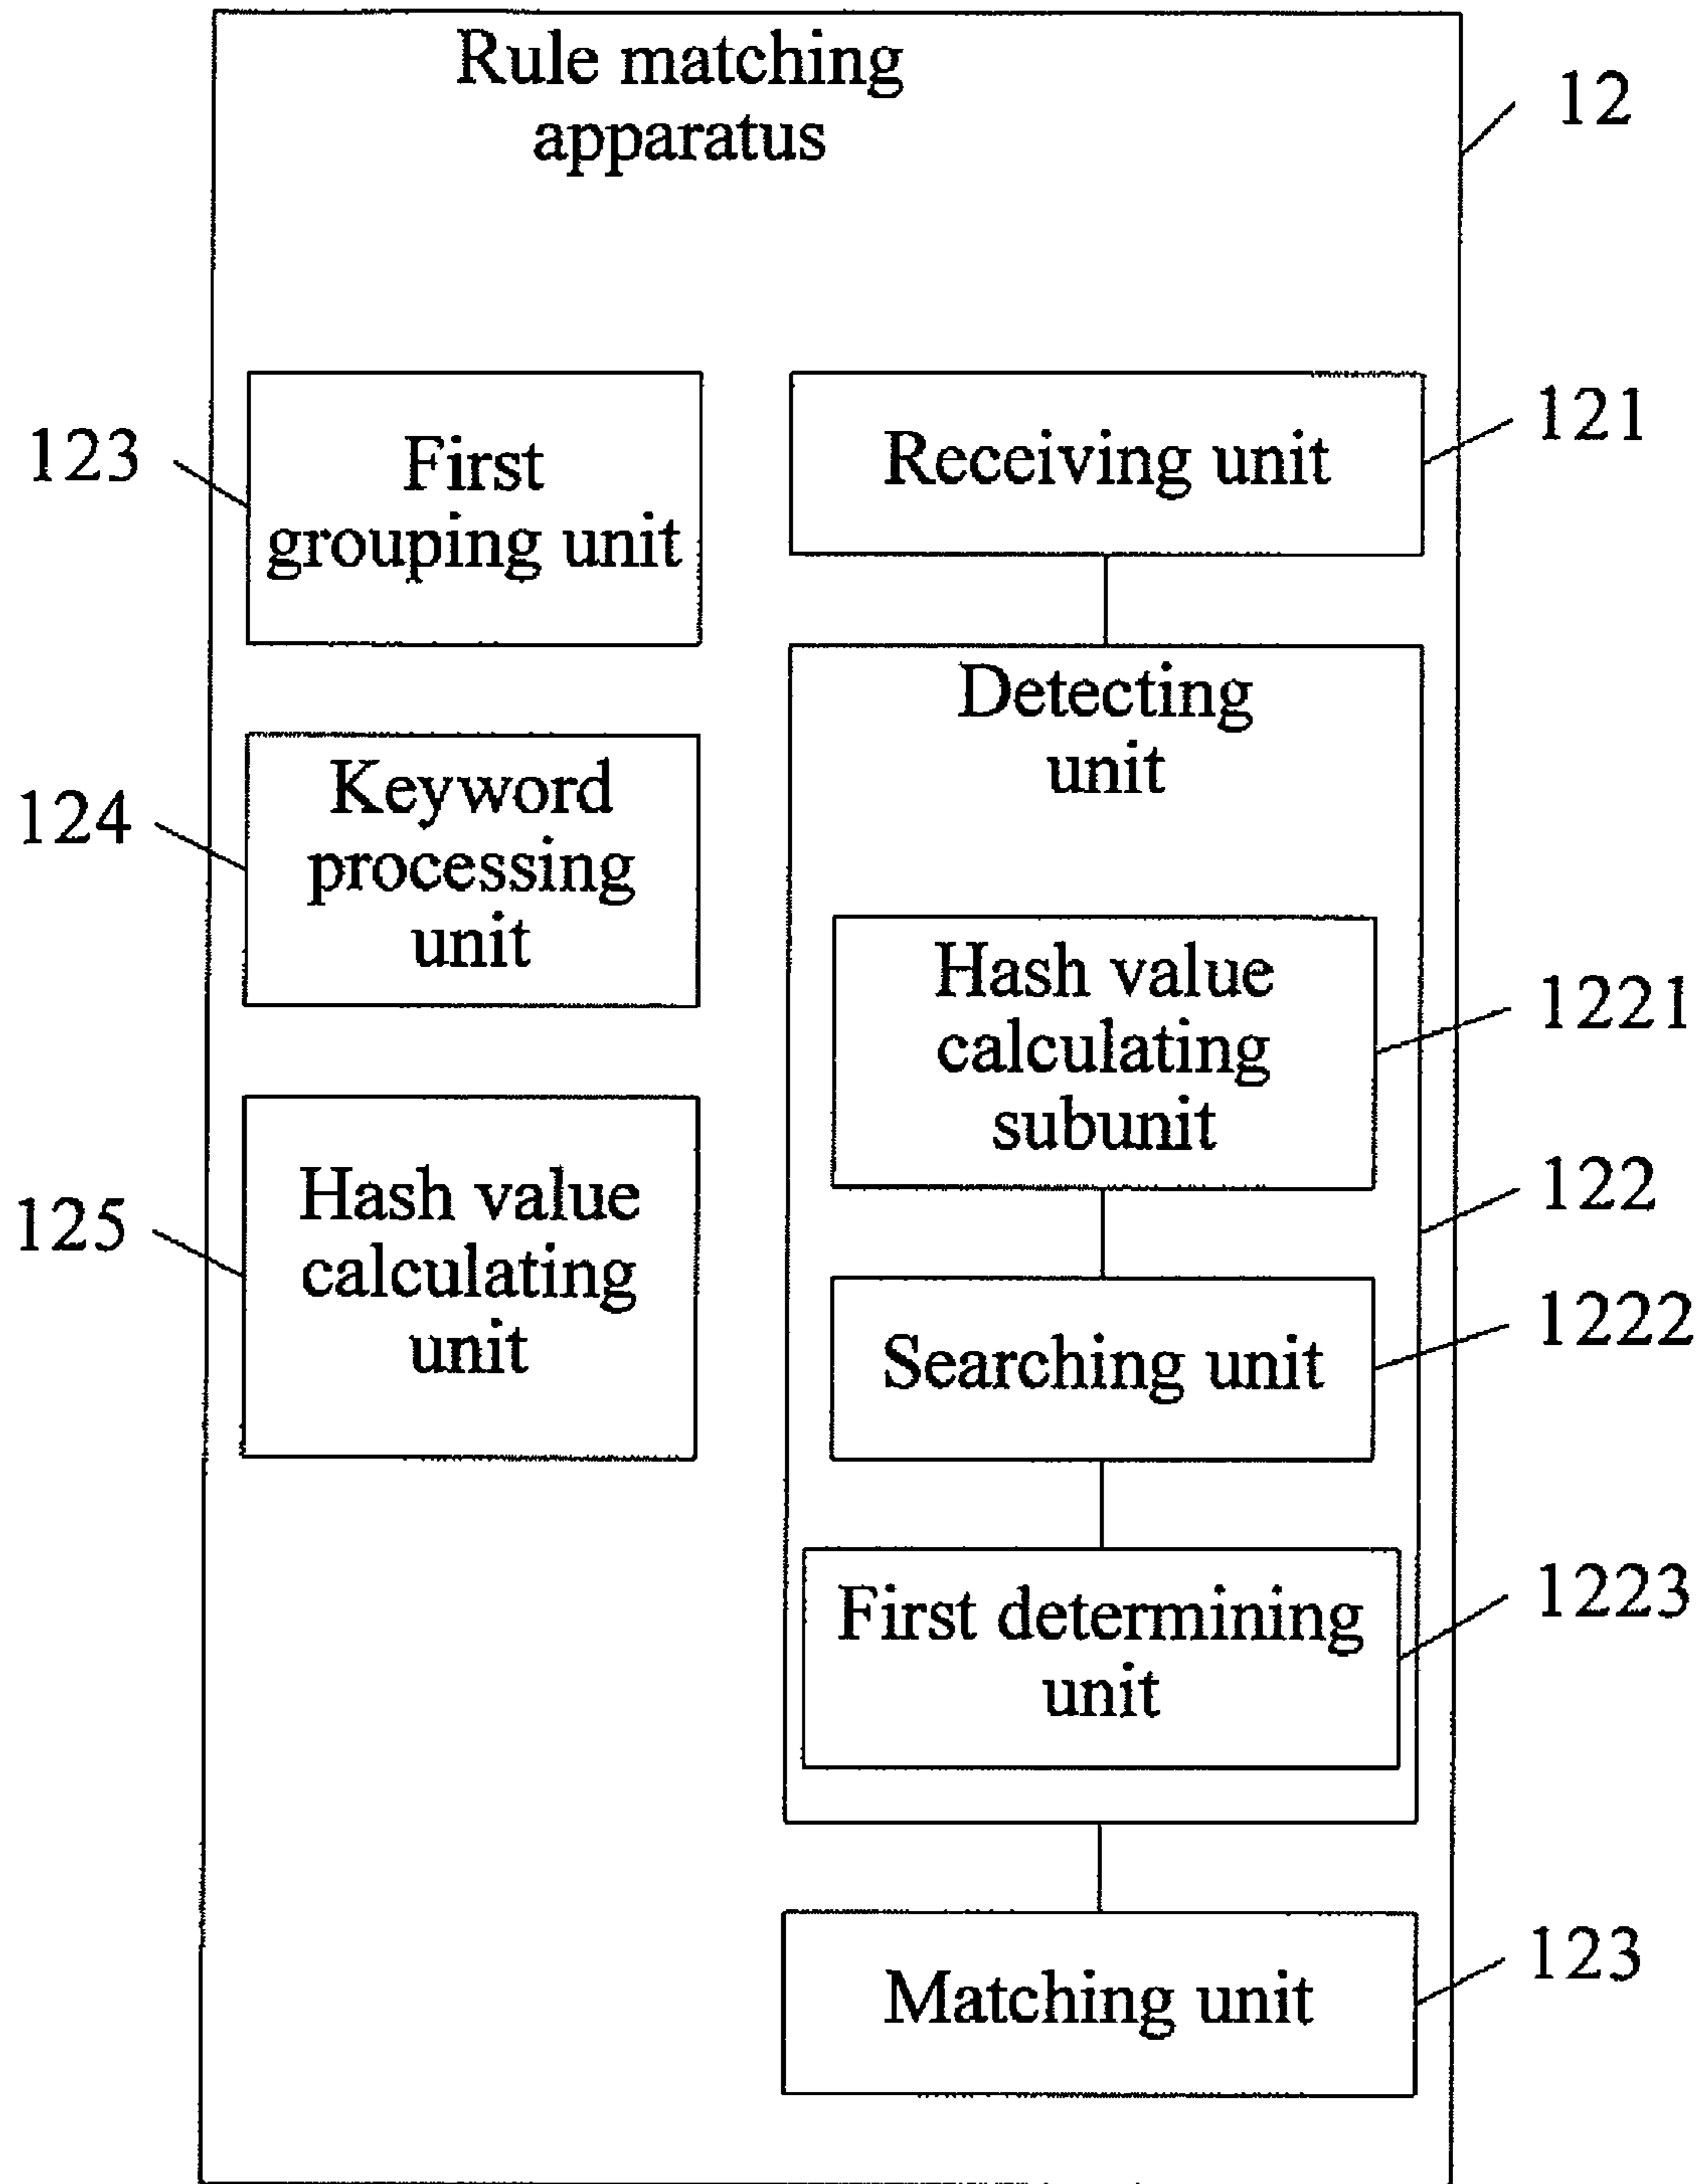 Rule matching
apparatus
12
123
First
grouping unit
Receiving unit
121
Detecting
unit
124
Keyword
processing
unit
Hash value
calculating
subunit
1221
125
Hash value
calculating
unit
122
Searching unit
1222
First determining
unit
1223
Matching unit
123